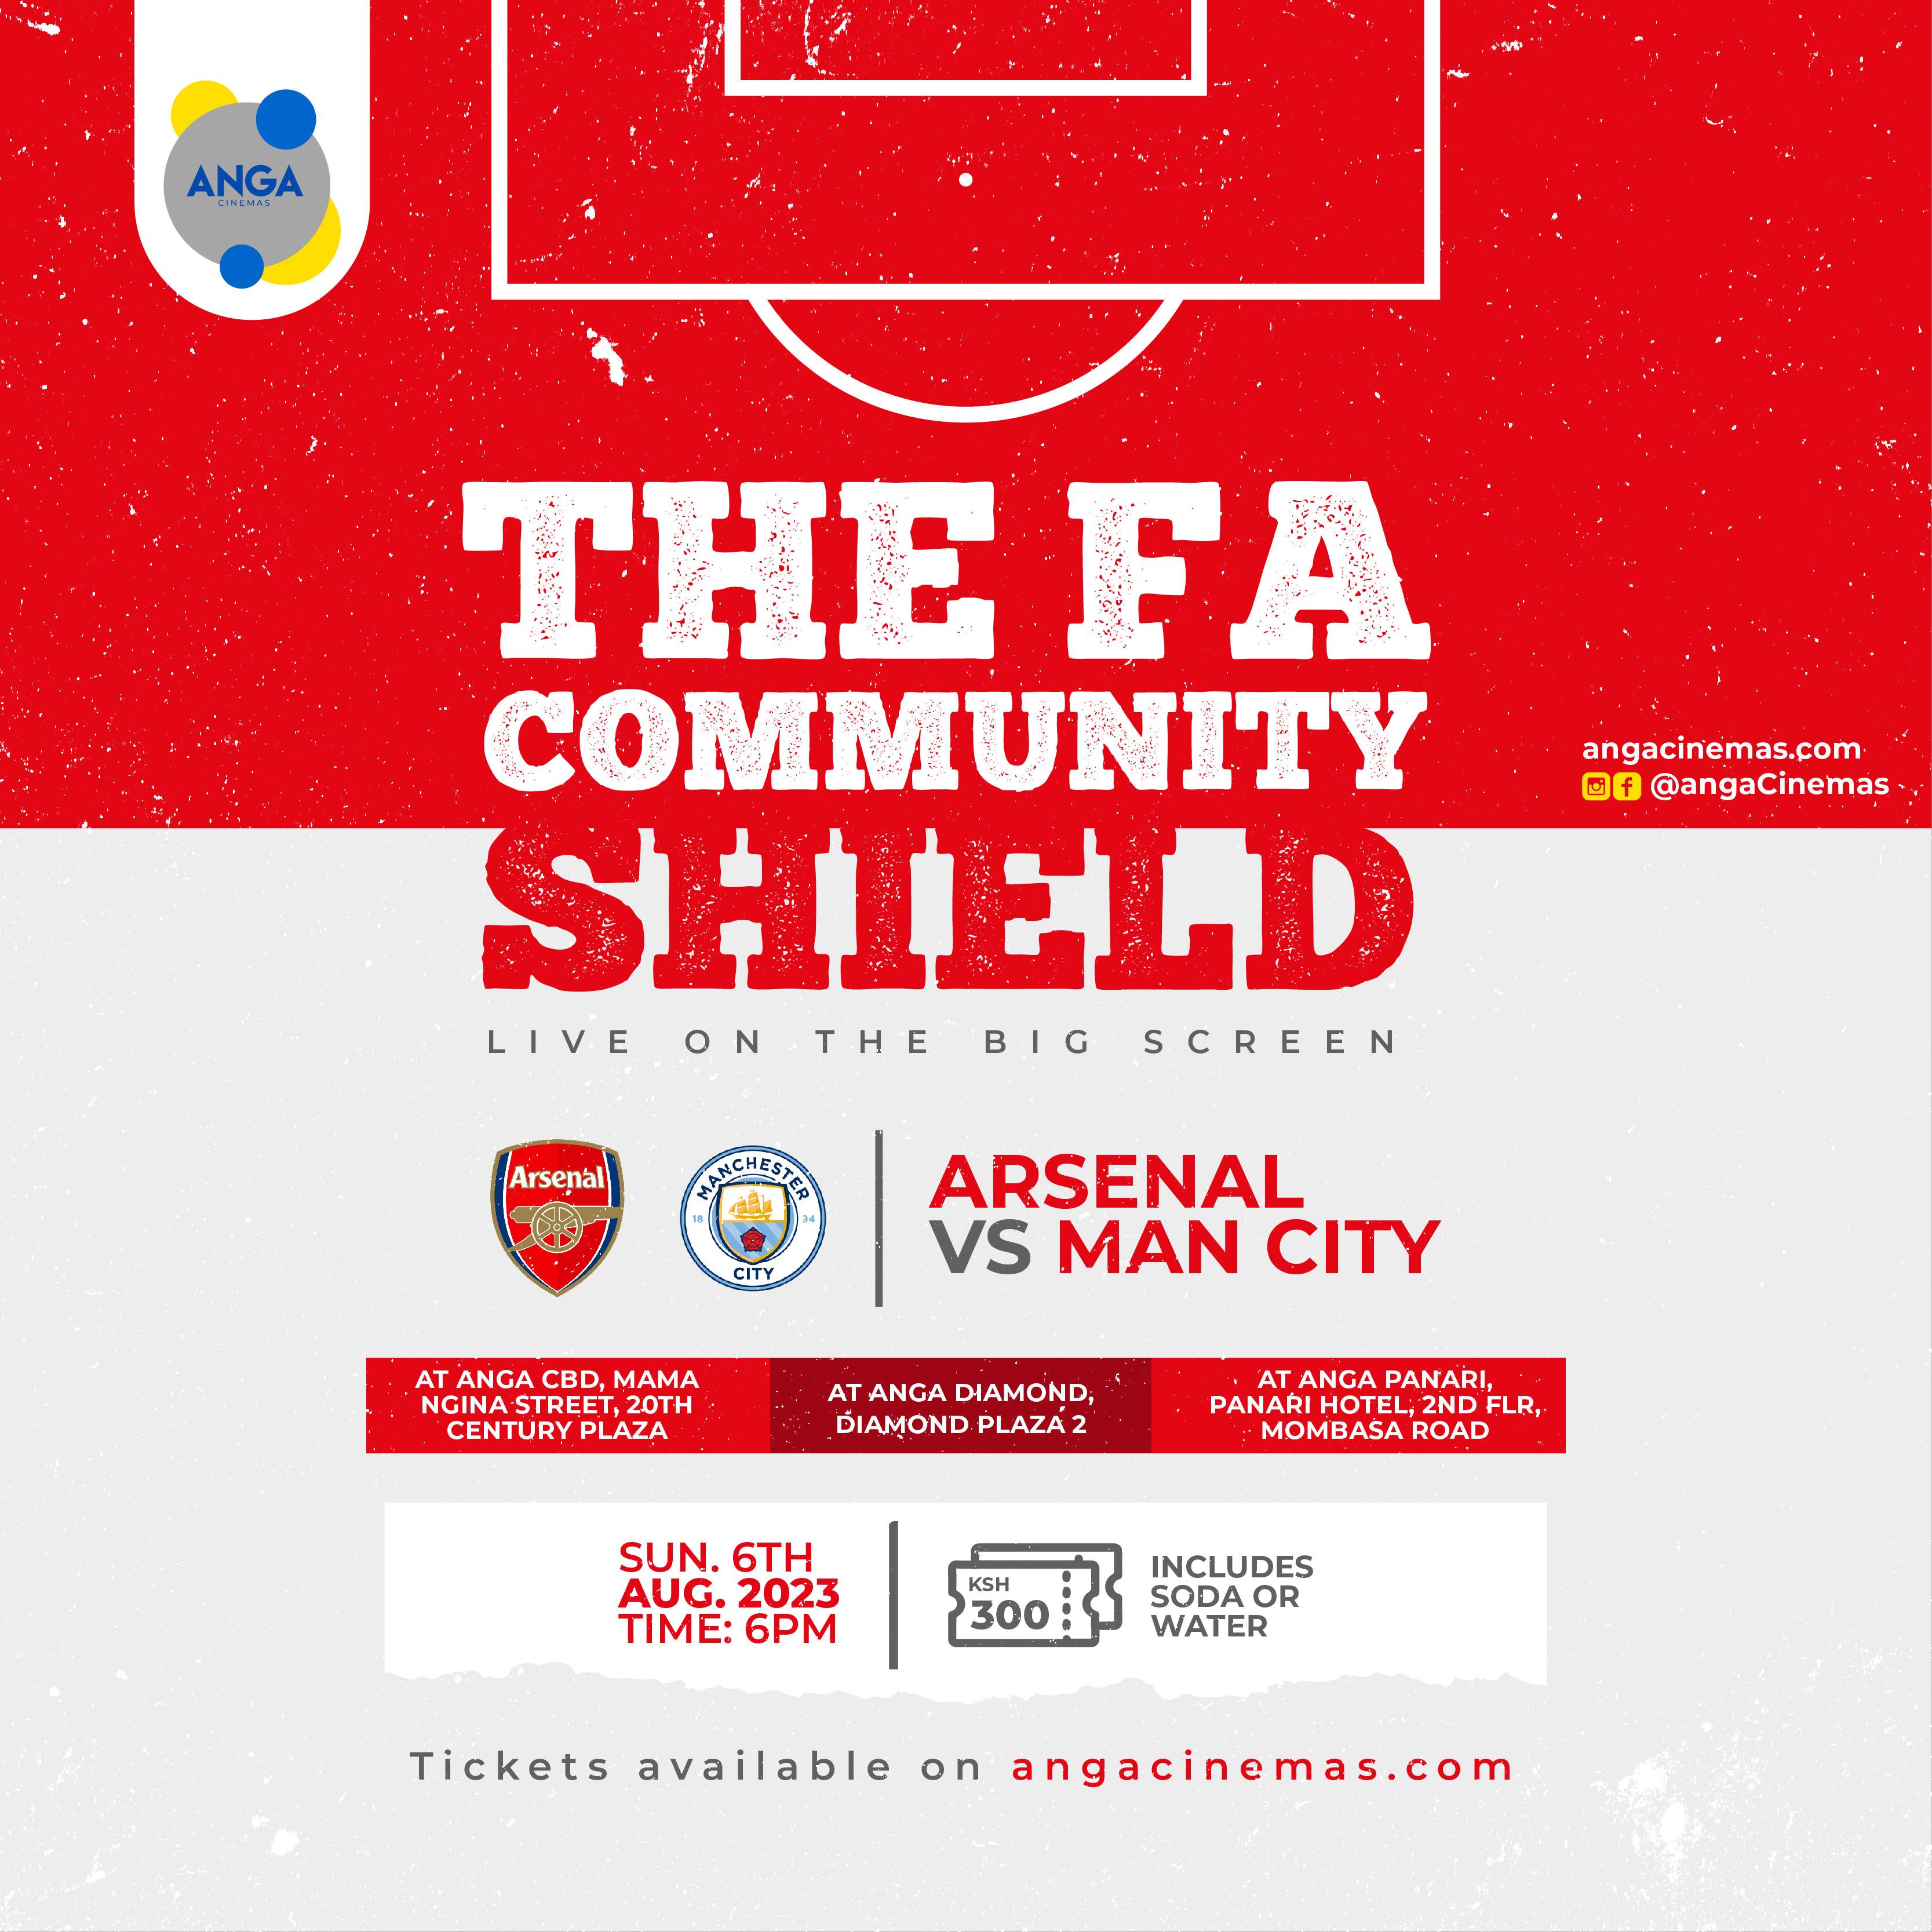 ANGA
CINEMAS
THE FA
COMMUNITY
SHIELD
angacinemas.com
@angaCinemas
LIVE ON THE BIG SCREEN
Arsenal
MANCHESTER
18 94
CITY
ARSENAL
VS MAN CITY
AT ANGA CBD, MAMA
NGINA STREET, 20TH
CENTURY PLAZA
AT ANGA DIAMOND,
DIAMOND PLAZA 2
AT ANGA PANARI,
PANARI HOTEL, 2ND FLR,
MOMBASA ROAD
SUN. 6TH
AUG. 2023
TIME: 6PM
KSH
300
INCLUDES
SODA OR
WATER
Tickets available on angacinemas.com